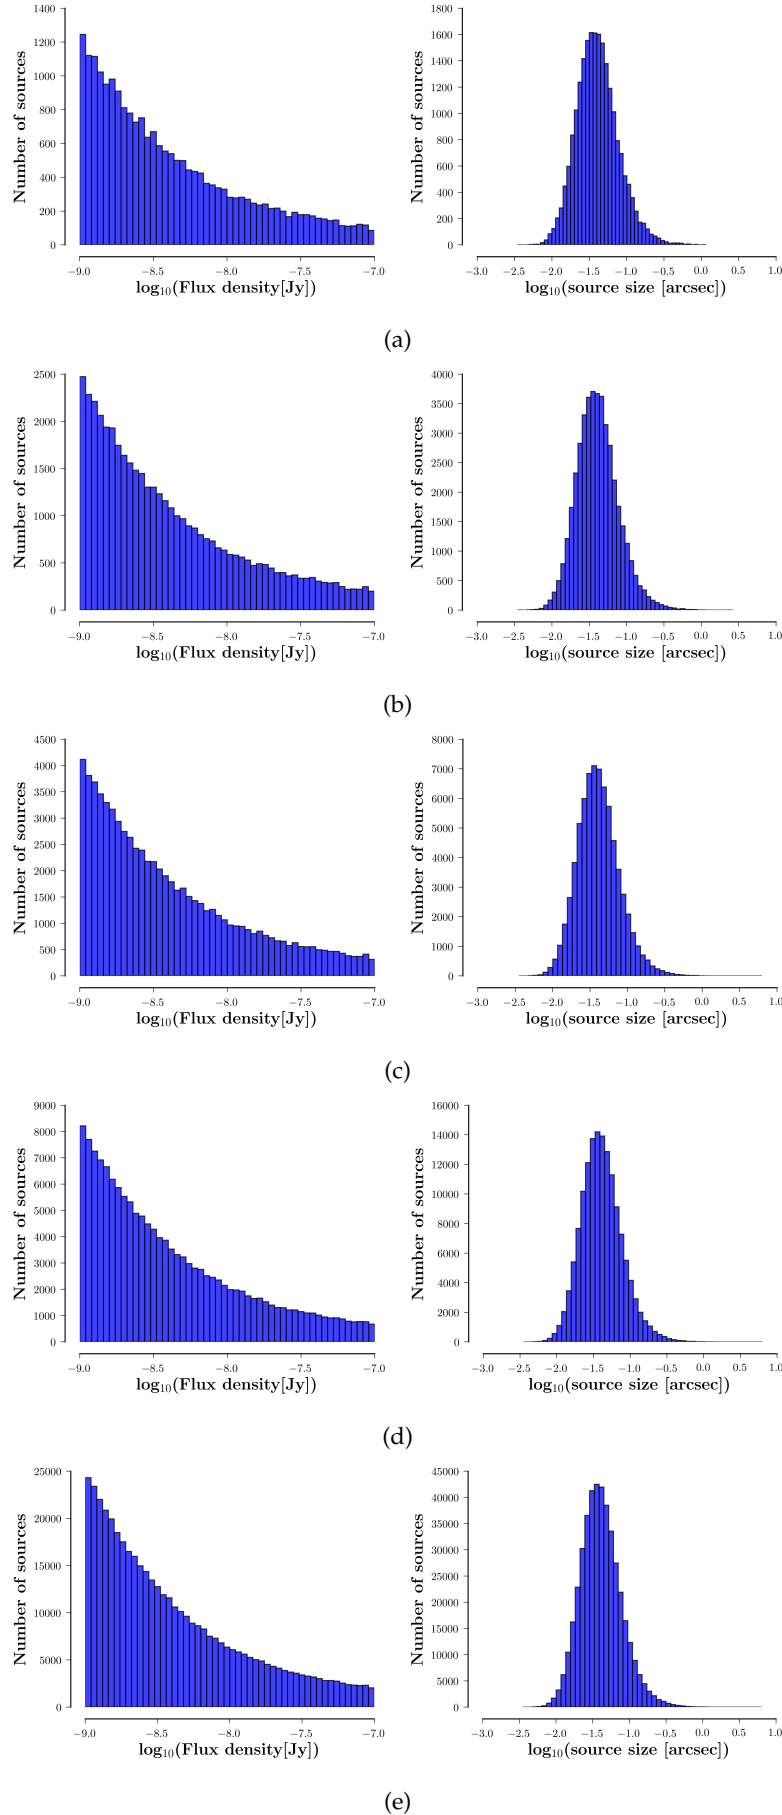 1400
1200
1000
800
600
400
200
0
Number of sources
−9.0 −8.5 −8.0 −7.5 −7.0
log10(Flux density[Jy])
1800
1600
1400
1200
1000
800
600
400
200
0
Number of sources
−3.0 −2.5 −2.0 −1.5 −1.0 −0.5 0.0 0.5 1.0
log10(source size [arcsec])
(a)
2500
2000
1500
1000
500
0
Number of sources
−9.0 −8.5 −8.0 −7.5 −7.0
log10(Flux density[Jy])
4000
3500
3000
2500
2000
1500
1000
500
0
Number of sources
−3.0 −2.5 −2.0 −1.5 −1.0 −0.5 0.0 0.5 1.0
log10(source size [arcsec])
(b)
4500
4000
3500
3000
2500
2000
1500
1000
500
0
Number of sources
−9.0 −8.5 −8.0 −7.5 −7.0
log10(Flux density[Jy])
8000
7000
6000
5000
4000
3000
2000
1000
0
Number of sources
−3.0 −2.5 −2.0 −1.5 −1.0 −0.5 0.0 0.5 1.0
log10(source size [arcsec])
(c)
9000
8000
7000
6000
5000
4000
3000
2000
1000
0
Number of sources
−9.0 −8.5 −8.0 −7.5 −7.0
log10(Flux density[Jy])
16000
14000
12000
10000
8000
6000
4000
2000
0
Number of sources
−3.0 −2.5 −2.0 −1.5 −1.0 −0.5 0.0 0.5 1.0
log10(source size [arcsec])
(d)
25000
20000
15000
10000
5000
0
Number of sources
−9.0 −8.5 −8.0 −7.5 −7.0
log10(Flux density[Jy])
45000
40000
35000
30000
25000
20000
15000
10000
5000
0
Number of sources
−3.0 −2.5 −2.0 −1.5 −1.0 −0.5 0.0 0.5 1.0
log10(source size [arcsec])
(e)